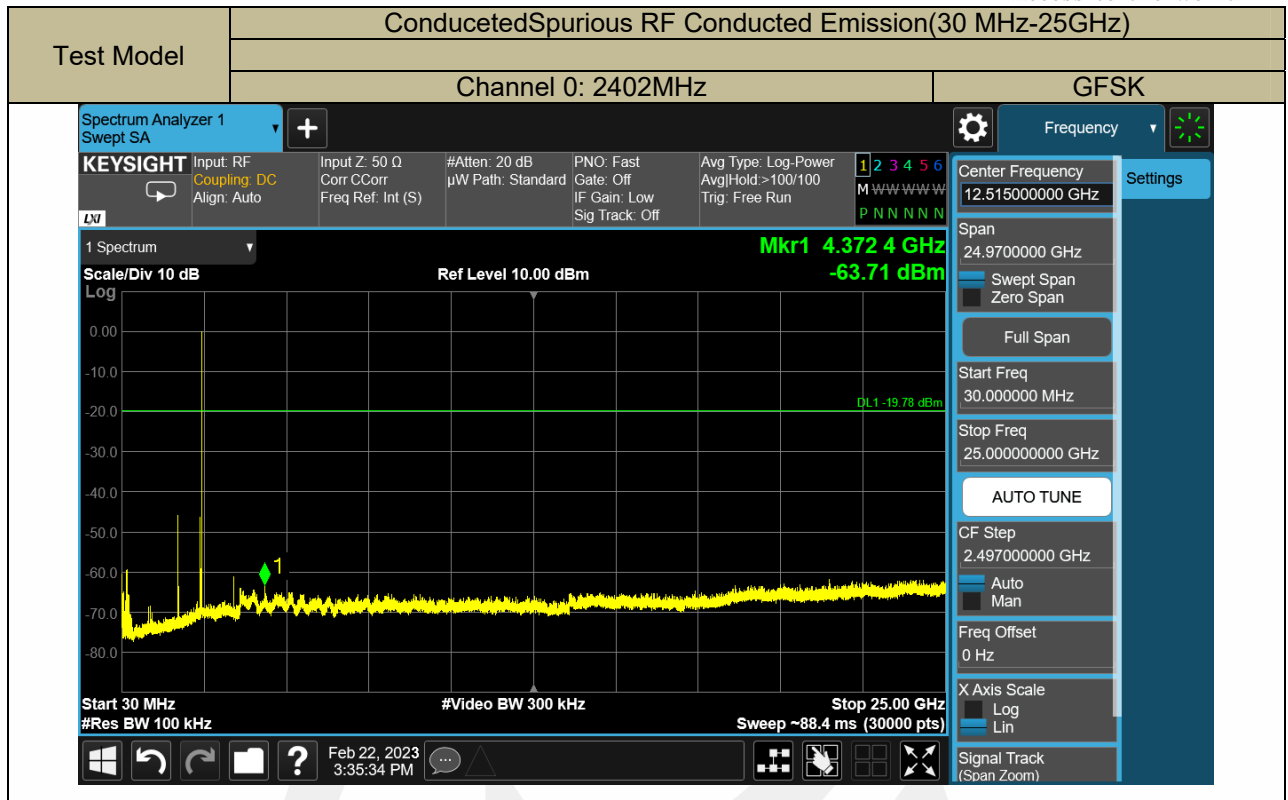 ConducetedSpurious RF Conducted Emission(30 MHz-25GHz)
Test Model
Channel 0: 2402MHz GFSK
Spectrum Analyzer 1
Swept SA
Frequency
KEYSIGHT Input: RF Input Z: 50 Ω #Atten: 20 dB PNO: Fast Avg Type: Log-Power 1 2 3 4 5 6
Coupling: DC Corr CCorr µW Path: Standard Gate: Off Avg|Hold:>100/100 M W W W W W
Align: Auto Freq Ref: Int (S) IF Gain: Low Trig: Free Run
LXI Sig Track: Off P N N N N N
Center Frequency
12.515000000 GHz
Settings
1 Spectrum
Mkr1 4.372 4 GHz
Scale/Div 10 dB Ref Level 10.00 dBm -63.71 dBm
Log
0.00
-10.0
-20.0
DL1 -19.78 dBm
-30.0
-40.0
-50.0
-60.0
1
-70.0
-80.0
Start 30 MHz #Video BW 300 kHz Stop 25.00 GHz
#Res BW 100 kHz Sweep ~88.4 ms (30000 pts)
Span
24.9700000 GHz
Swept Span
Zero Span
Full Span
Start Freq
30.000000 MHz
Stop Freq
25.000000000 GHz
AUTO TUNE
CF Step
2.497000000 GHz
Auto
Man
Freq Offset
0 Hz
X Axis Scale
Log
Lin
Signal Track
(Span Zoom)
? Feb 22, 2023
3:35:34 PM